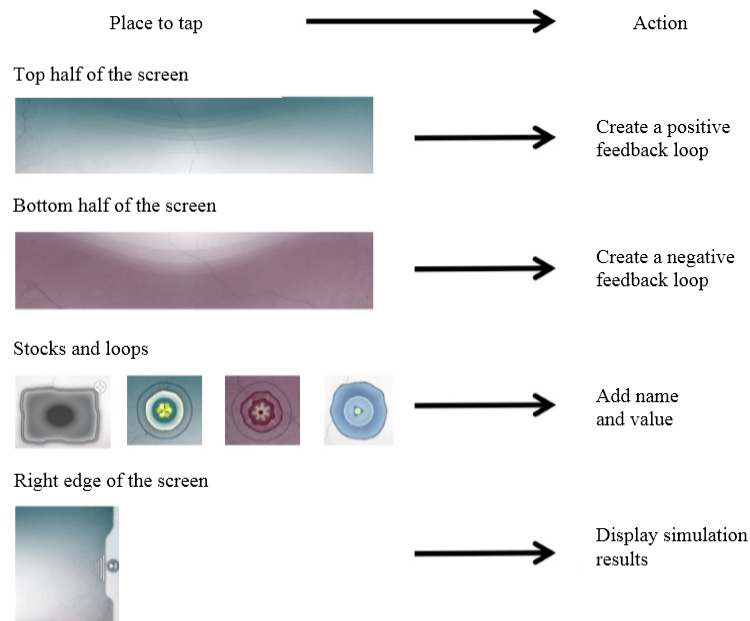 Place to tap
Action
Top half of the screen
Create a positive
feedback loop
Bottom half of the screen
Create a negative
feedback loop
Stocks and loops
Add name
and value
Right edge of the screen
Display simulation
results